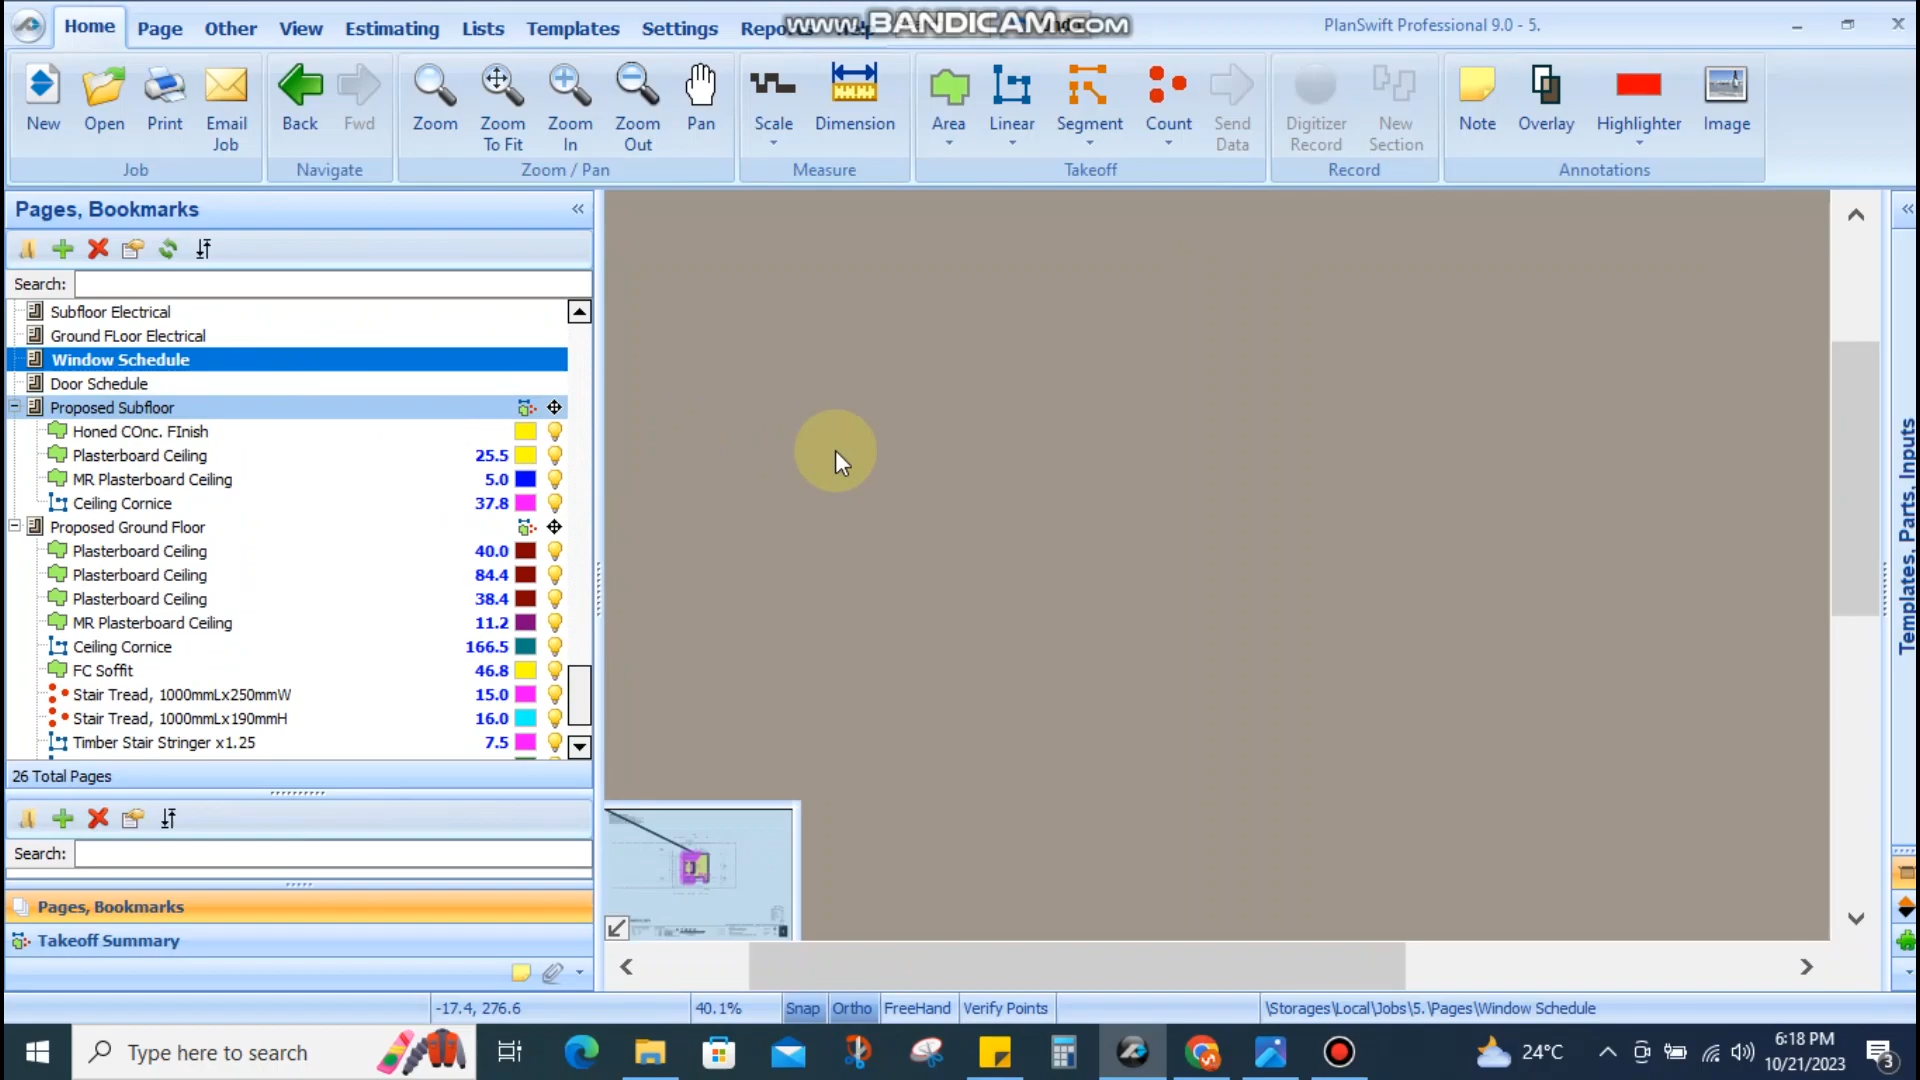 Home Page Other View Estimating Lists Templates Settings Repo
www.BANDICAM.com
PlanSwift Professional 9.0 - 5.
New Open Print Email Job
Back Fwd
Zoom Zoom To Fit Zoom In Zoom Out Pan
Scale Dimension
Area Linear Segment Count Send Data
Digitizer Record New Section
Note Overlay Highlighter Image
Job Navigate Zoom / Pan Measure Takeoff Record Annotations
Pages, Bookmarks
Search:
Subfloor Electrical
Ground FLoor Electrical
Window Schedule
Door Schedule
Proposed Subfloor
Honed COnc. FInish
Plasterboard Ceiling 25.5
MR Plasterboard Ceiling 5.0
Ceiling Cornice 37.8
Proposed Ground Floor
Plasterboard Ceiling 40.0
Plasterboard Ceiling 84.4
Plasterboard Ceiling 38.4
MR Plasterboard Ceiling 11.2
Ceiling Cornice 166.5
FC Soffit 46.8
Stair Tread, 1000mmLx250mmW 15.0
Stair Tread, 1000mmLx190mmH 16.0
Timber Stair Stringer x1.25 7.5
26 Total Pages
Search:
Pages, Bookmarks
Takeoff Summary
Templates, Parts, Inputs
-17.4, 276.6 40.1% Snap Ortho FreeHand Verify Points \Storages\Local\Jobs\5.\Pages\Window Schedule
Type here to search
24°C
6:18 PM
10/21/2023
3